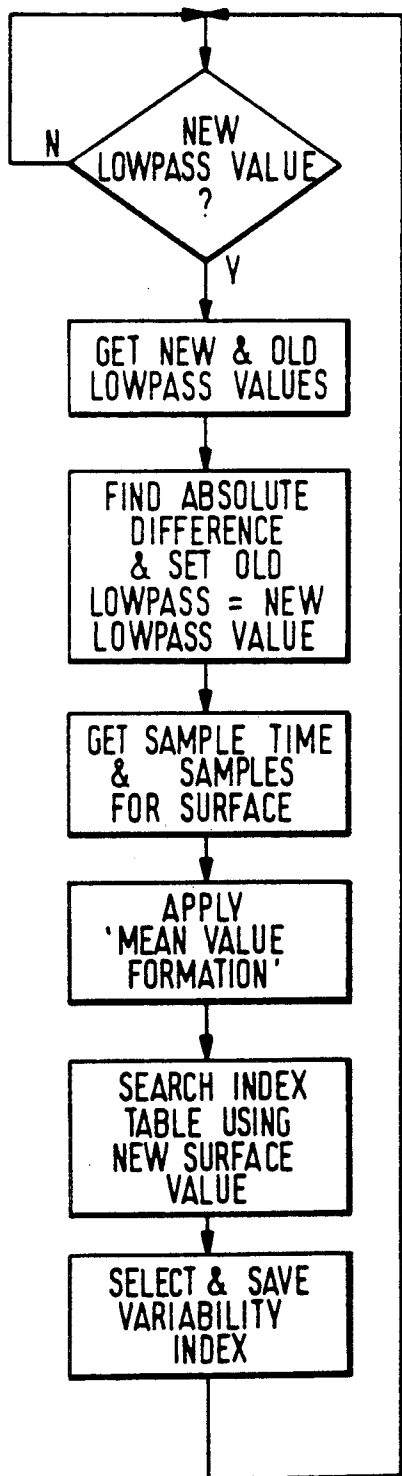 NEW
LOWPASS VALUE
?
N
Y
GET NEW & OLD
LOWPASS VALUES
FIND ABSOLUTE
DIFFERENCE
& SET OLD
LOWPASS = NEW
LOWPASS VALUE
GET SAMPLE TIME
& SAMPLES
FOR SURFACE
APPLY
'MEAN VALUE
FORMATION'
SEARCH INDEX
TABLE USING
NEW SURFACE
VALUE
SELECT & SAVE
VARIABILITY
INDEX